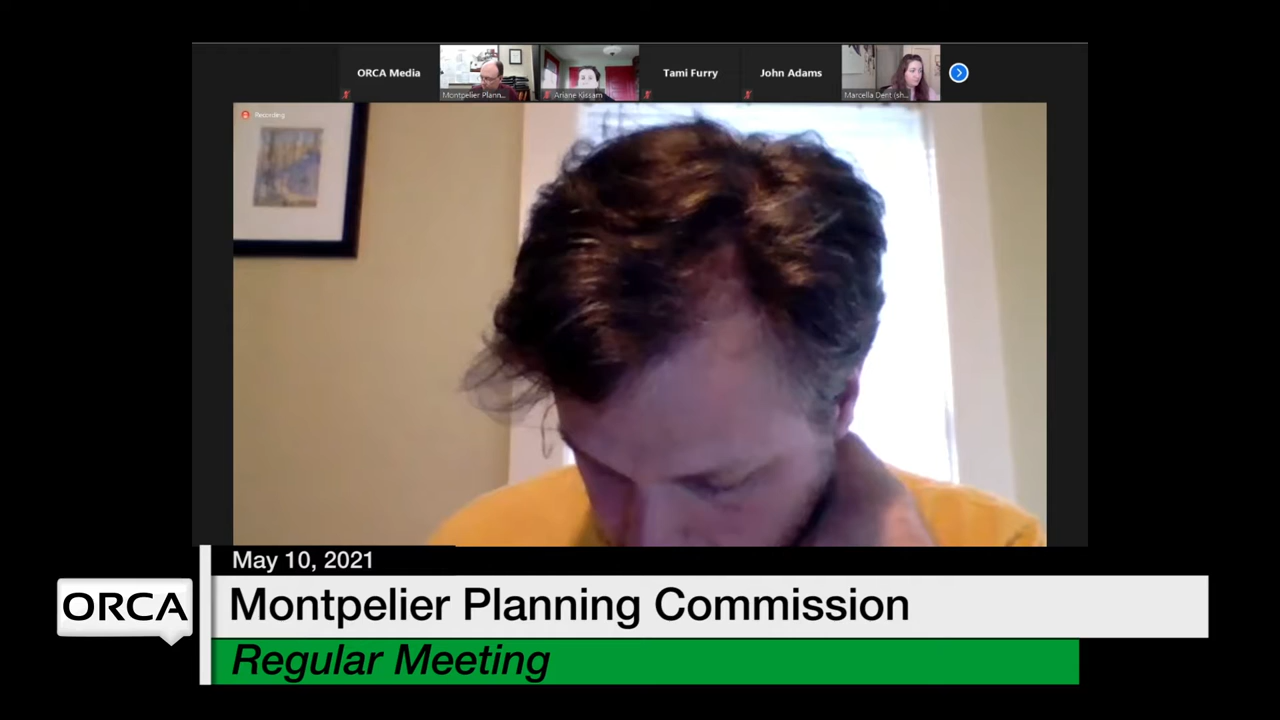 ORCA Media
Montpelier Plann...
Ariane Kissam
Tami Furry
John Adams
Marcella Dent (sh...
Recording
May 10, 2021
ORCA
Montpelier Planning Commission
Regular Meeting